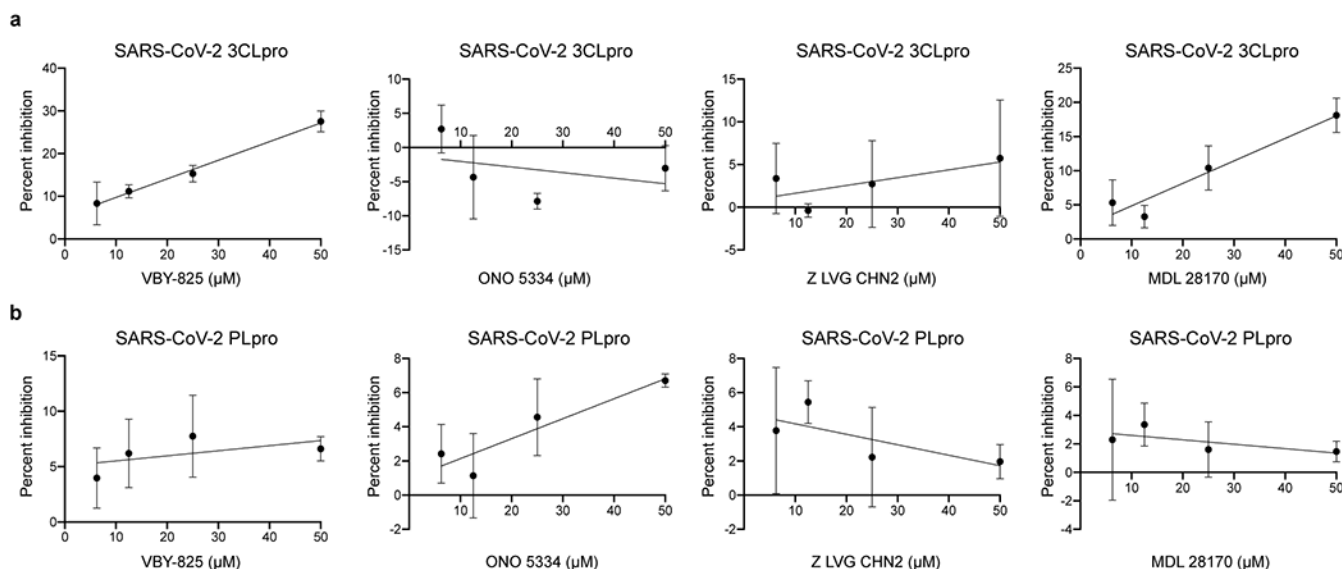 a
SARS-CoV-2 3CLpro
Percent inhibition
40
30
20
10
0
0 10 20 30 40 50
VBY-825 (µM)
SARS-CoV-2 3CLpro
Percent inhibition
10
5
0
-5
-10
-15
10 20 30 40 50
ONO 5334 (µM)
SARS-CoV-2 3CLpro
Percent inhibition
15
10
5
0
-5
10 20 30 40 50
Z LVG CHN2 (µM)
SARS-CoV-2 3CLpro
Percent inhibition
25
20
15
10
5
0
0 10 20 30 40 50
MDL 28170 (µM)
b
SARS-CoV-2 PLpro
Percent inhibition
15
10
5
0
0 10 20 30 40 50
VBY-825 (µM)
SARS-CoV-2 PLpro
Percent inhibition
8
6
4
2
0
-2
10 20 30 40 50
ONO 5334 (µM)
SARS-CoV-2 PLpro
Percent inhibition
8
6
4
2
0
-2
10 20 30 40 50
Z LVG CHN2 (µM)
SARS-CoV-2 PLpro
Percent inhibition
8
6
4
2
0
-2
-4
10 20 30 40 50
MDL 28170 (µM)